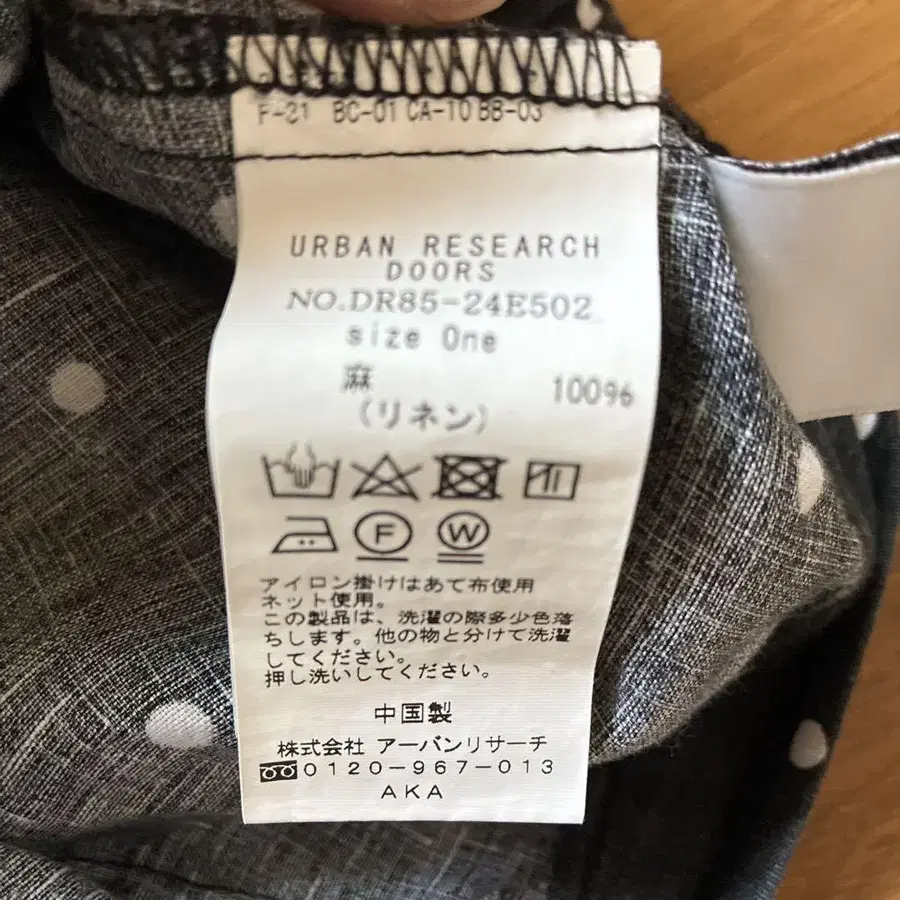 F-21 BC-01 CA-10 BB-03
URBAN RESEARCH
DOORS
NO.DR85-24E502
size One
麻 100%
(リネン)
F W
アイロン掛けはあて布使用
ネット使用。
この製品は、洗濯の際多少色落
ちします。他の物と分けて洗濯
してください。
押し洗いしてください。
中国製
株式会社 アーバンリサーチ
0120-967-013
AKA